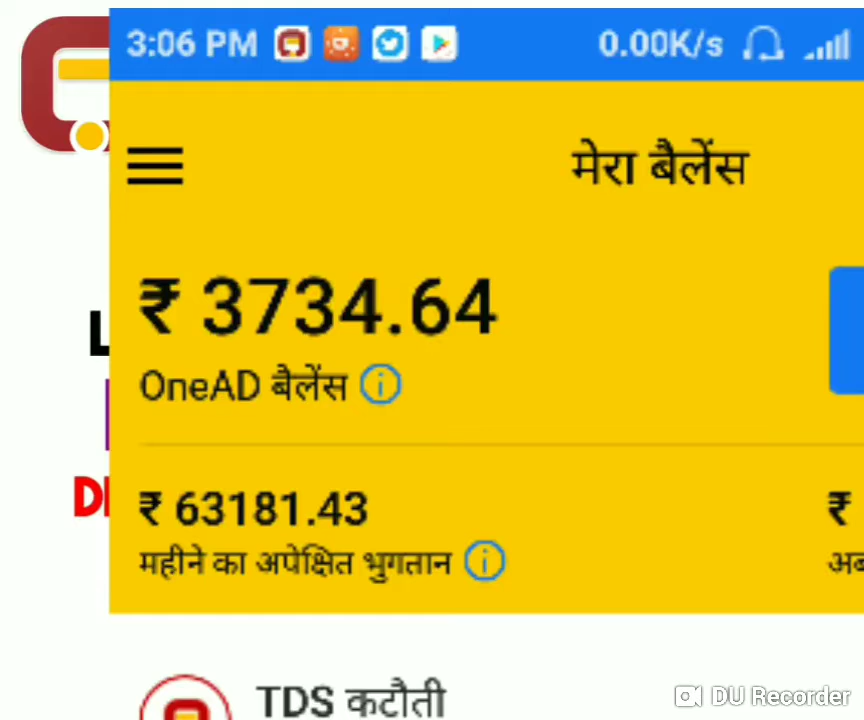 3:06 PM 0.00K/s
मेरा बैलेंस
₹ 3734.64
OneAD बैलेंस
₹ 63181.43 ₹
महीने का अपेक्षित भुगतान
TDS कटौती
DU Recorder